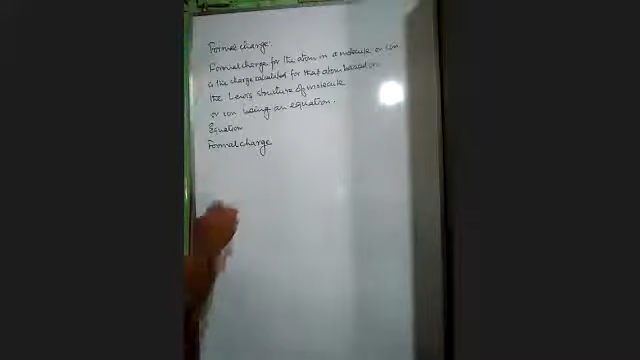 Formal charge:
Formal charge for the atom in a molecule or ion
is the charge calculated for that atom based on
the Lewis structure of molecule
or ion using an equation.
Equation
Formal charge